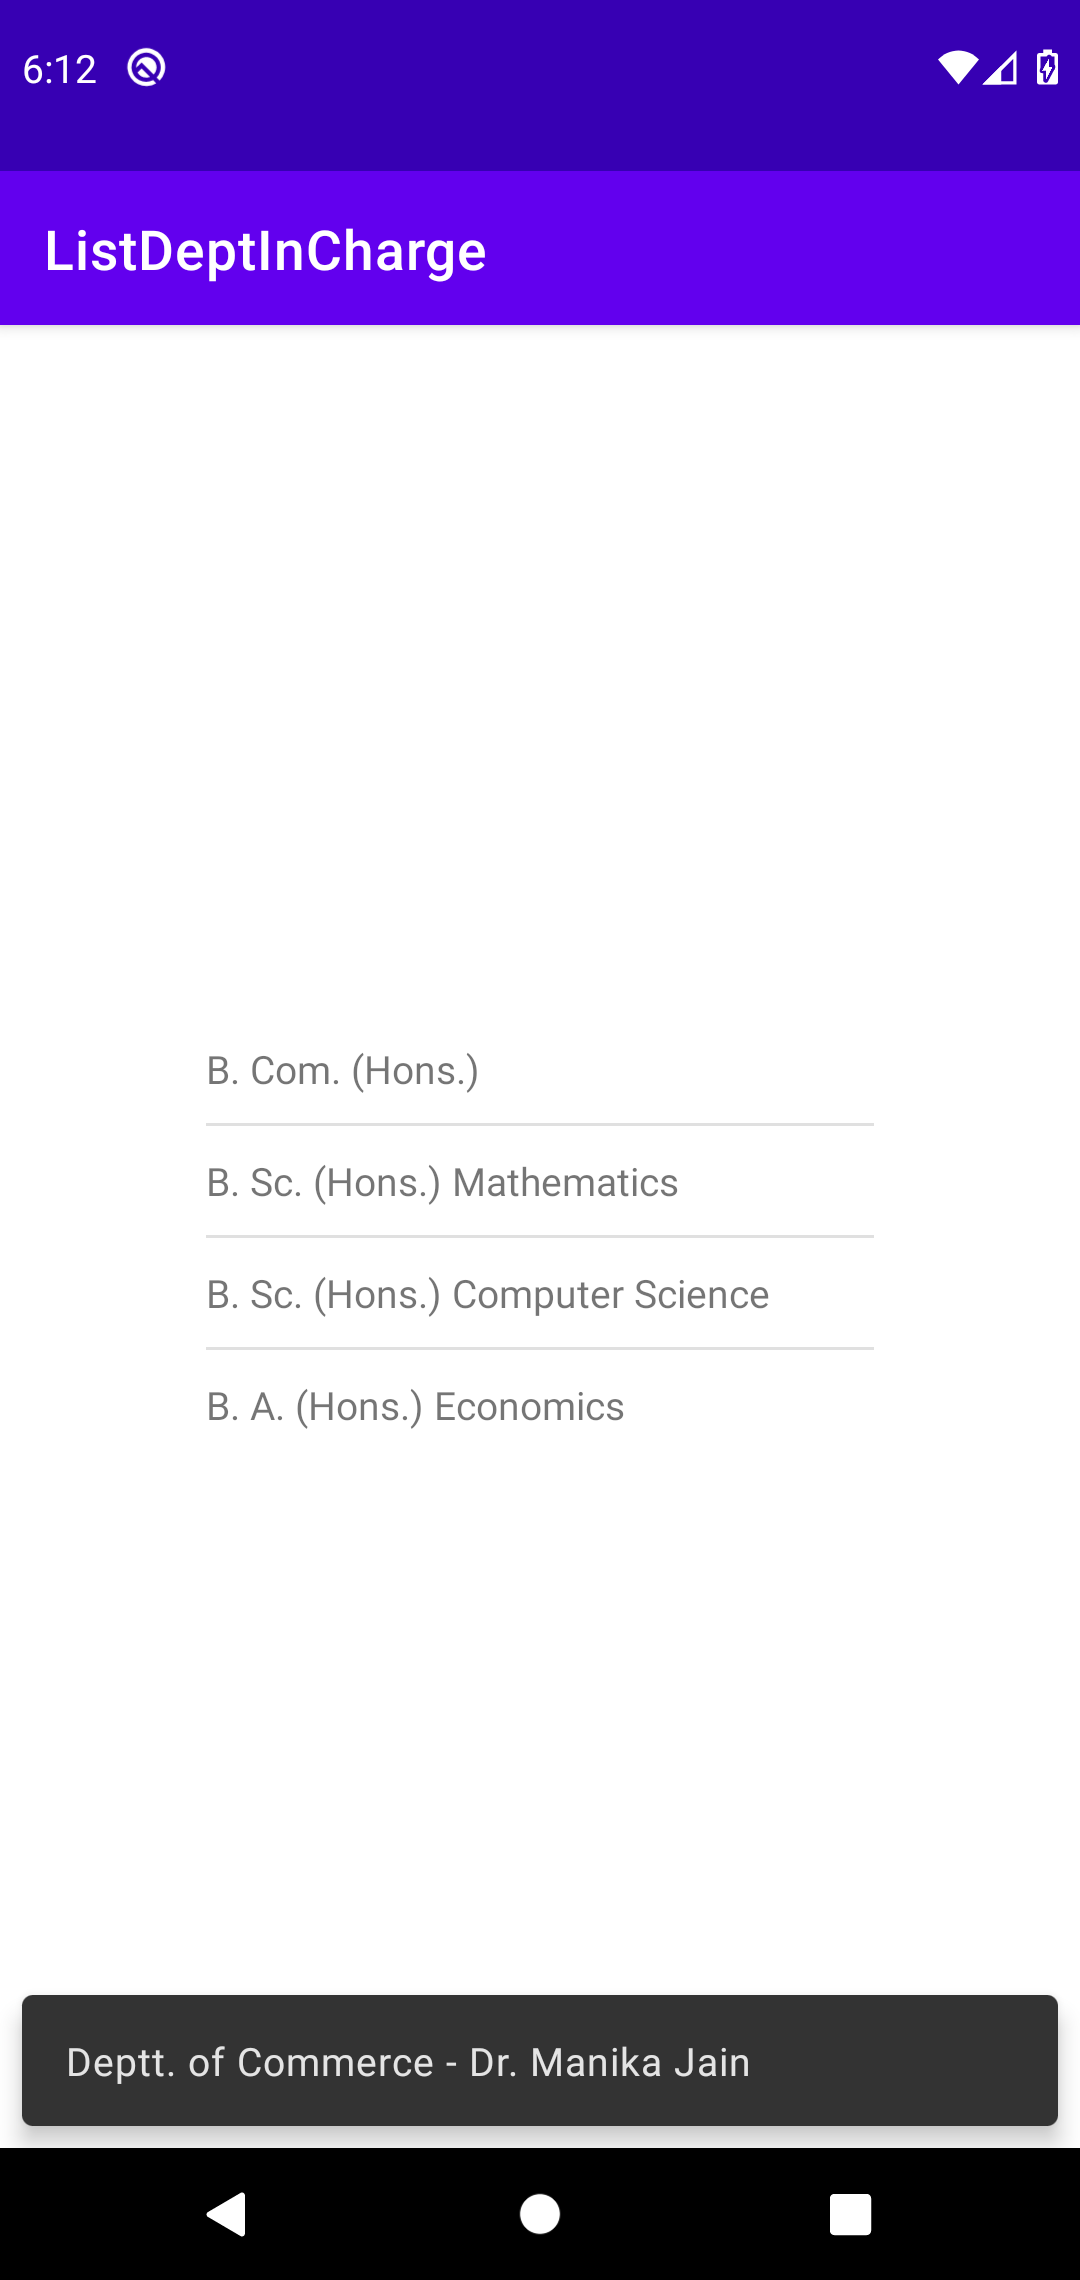 6:12
ListDeptInCharge
B. Com. (Hons.)
B. Sc. (Hons.) Mathematics
B. Sc. (Hons.) Computer Science
B. A. (Hons.) Economics
Deptt. of Commerce - Dr. Manika Jain